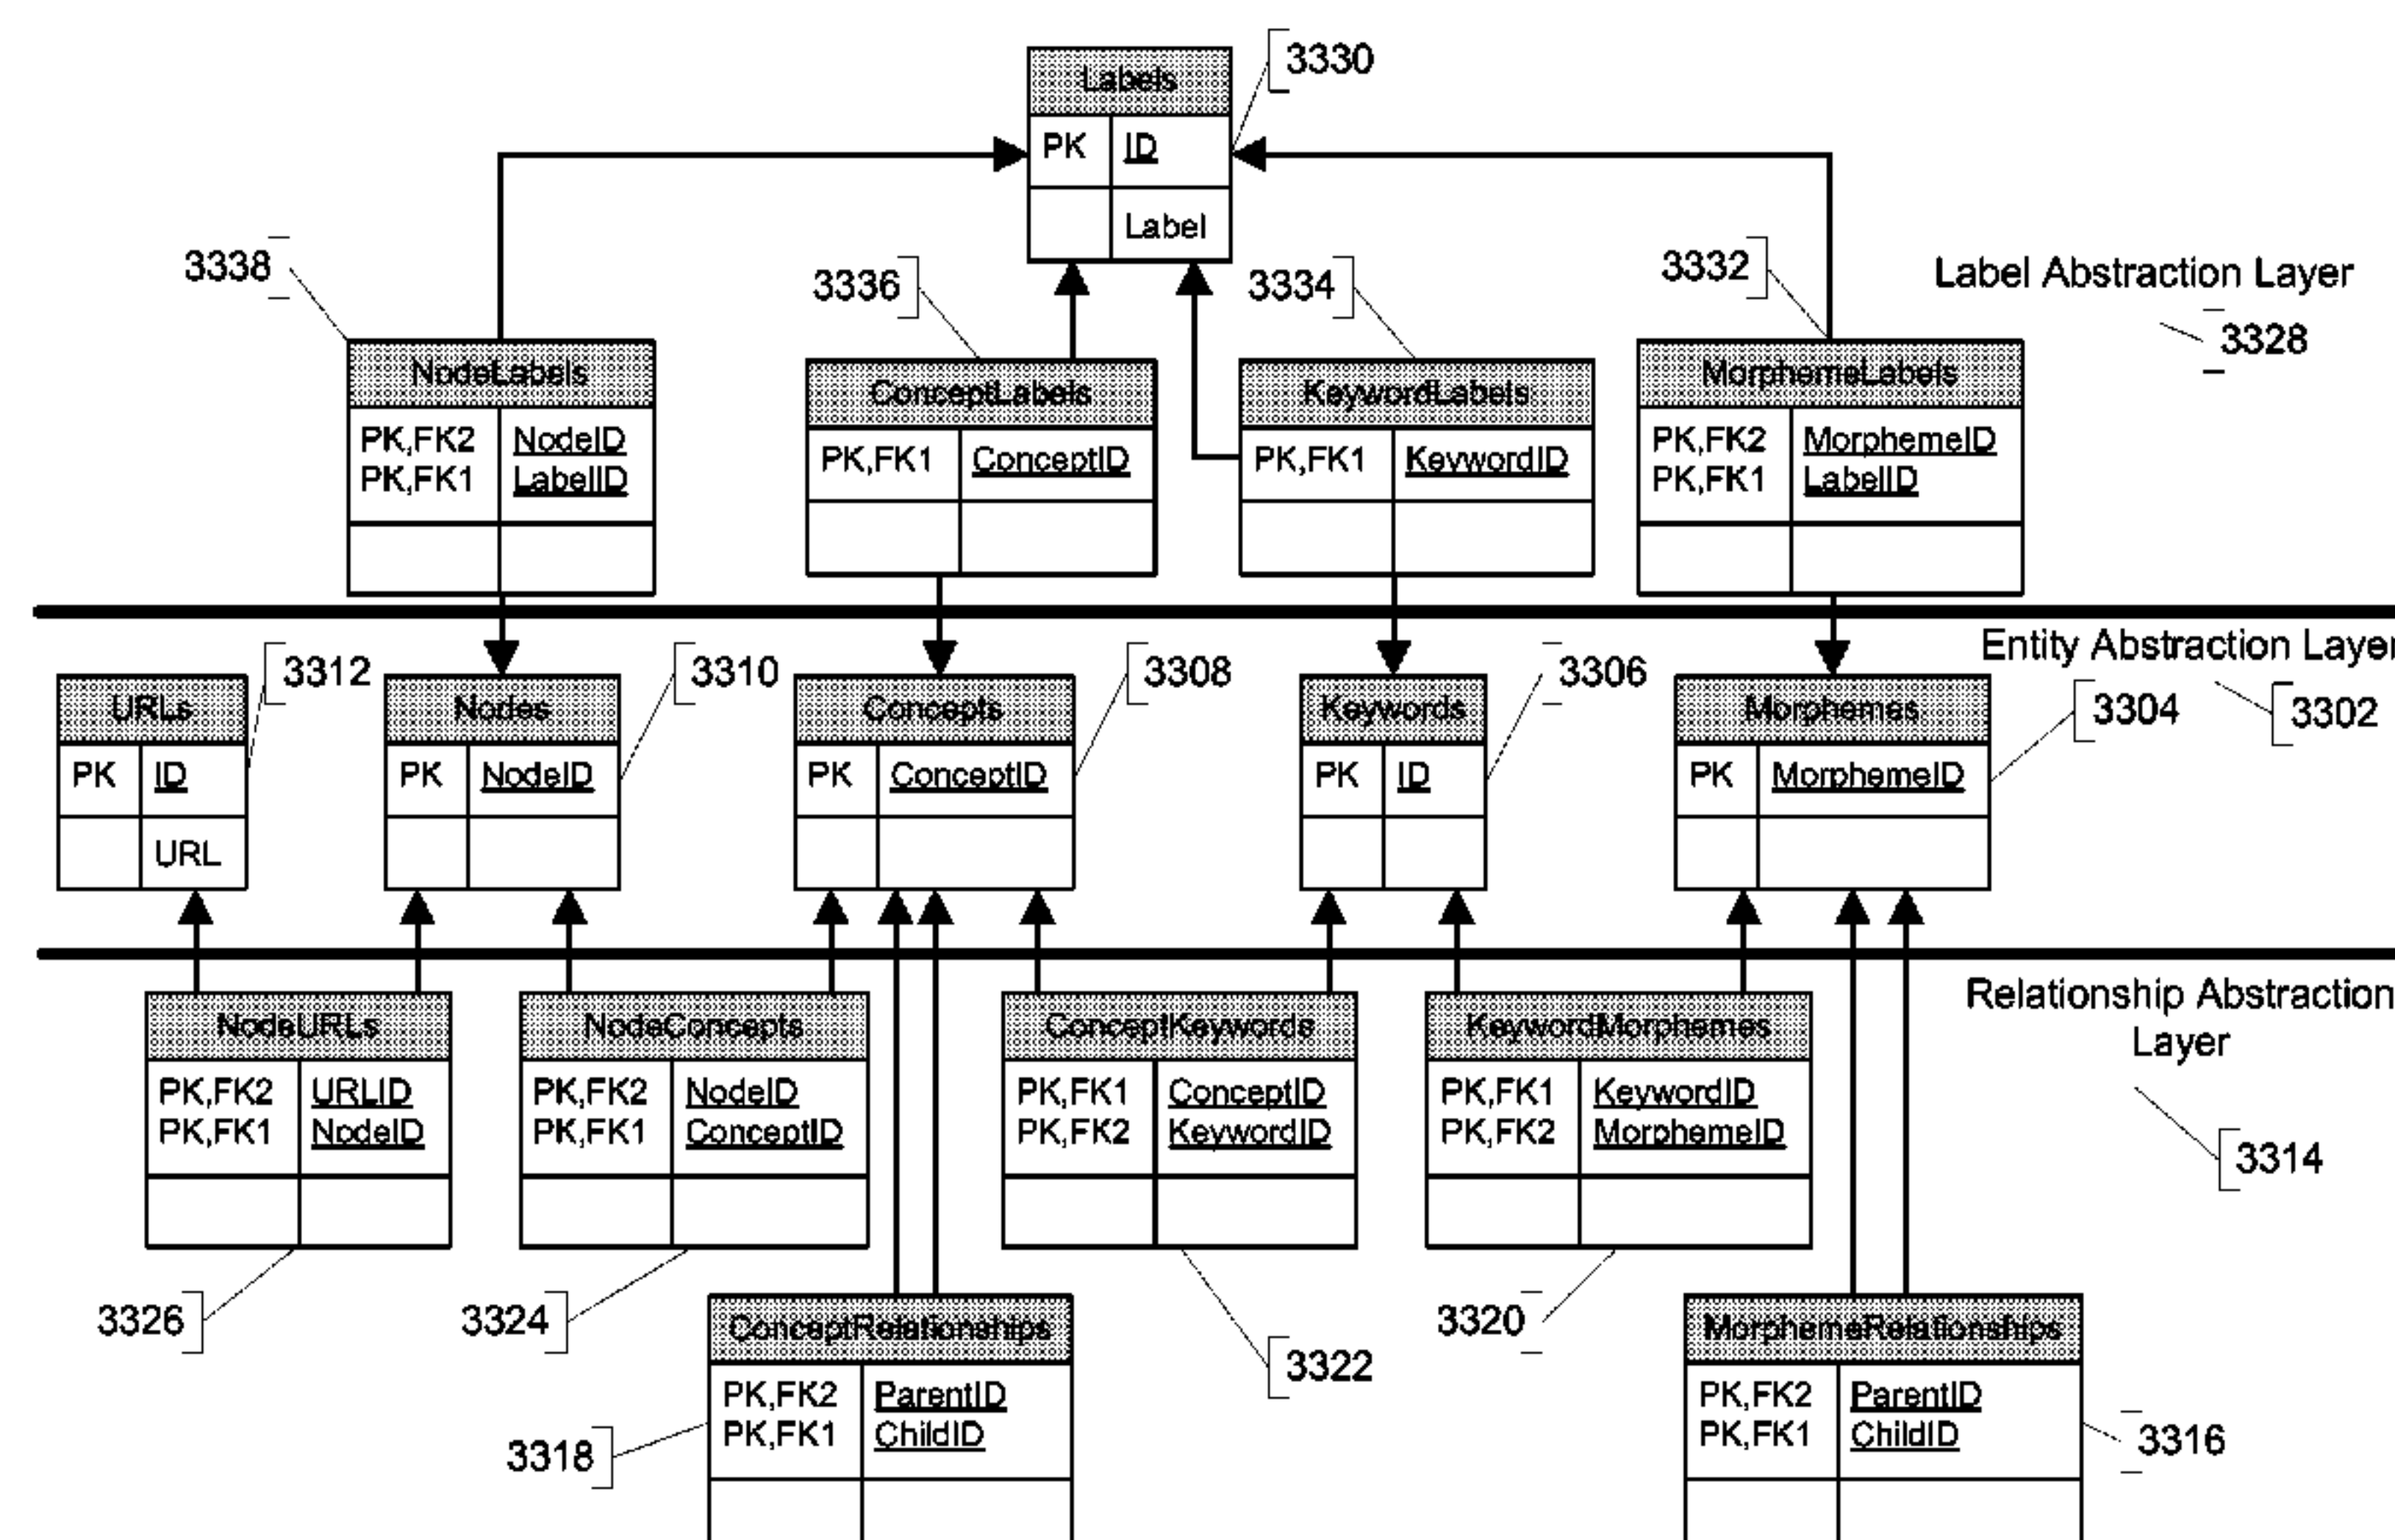 Labels
3330
PK ID
Label
3338
3336
3334
3332
Label Abstraction Layer
3328
NodeLabels
PK,FK2 NodeID
PK,FK1 LabelID
ConceptLabels
PK,FK1 ConceptID
KeywordLabels
PK,FK1 KeywordID
MorphemeLabels
PK,FK2 MorphemeID
PK,FK1 LabelID
Entity Abstraction Layer
3302
URLs
3312
PK ID
URL
Nodes
3310
PK NodeID
Concepts
3308
PK ConceptID
Keywords
3306
PK ID
Morphemes
3304
PK MorphemeID
Relationship Abstraction
Layer
3314
NodeURLs
PK,FK2 URLID
PK,FK1 NodeID
3326
NodeConcepts
PK,FK2 NodeID
PK,FK1 ConceptID
3324
ConceptKeywords
PK,FK1 ConceptID
PK,FK2 KeywordID
3322
KeywordMorphemes
PK,FK1 KeywordID
PK,FK2 MorphemeID
3320
ConceptRelationships
PK,FK2 ParentID
PK,FK1 ChildID
3318
MorphemeRelationships
PK,FK2 ParentID
PK,FK1 ChildID
3316